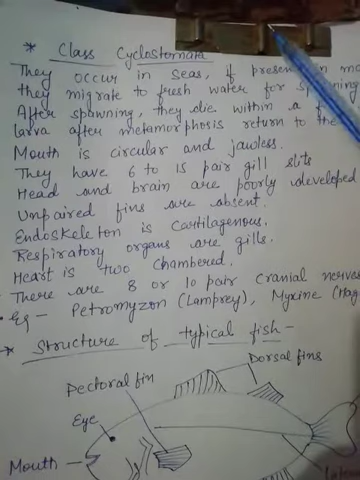 * Class Cyclostomata
They occur in seas, if present in
they migrate to fresh water for spawning
After spawning, they die within a
larva after metamorphosis return to the
Mouth is circular and jawless.
They have 6 to 15 pair gill slits
Head and brain are poorly developed
Unpaired fins are absent.
Endoskeleton is cartilagenous.
Respiratory organs are gills.
Heart is two chambered.
There are 8 or 10 pair cranial nerves
Eg - Petromyzon (Lamprey), Myxine (Hag
* Structure of typical fish -
Dorsal fins
Pectoral fin
Eye
Mouth